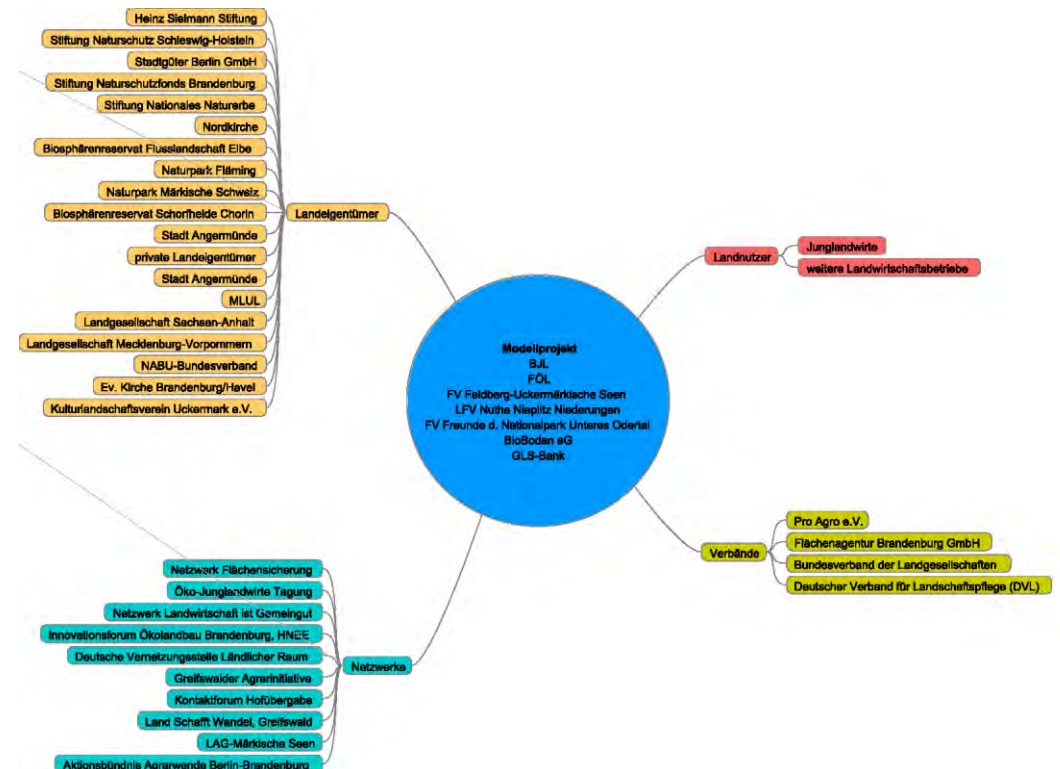 Heinz Sielmann Stiftung
Stiftung Naturschutz Schleswig-Holstein
Stadtgüter Berlin GmbH
Stiftung Naturschutzfonds Brandenburg
Stiftung Nationales Naturerbe
Nordkirche
Biosphärenreservat Flusslandschaft Elbe
Naturpark Fläming
Naturpark Märkische Schweiz
Biosphärenreservat Schorfheide Chorin
Stadt Angermünde
private Landeigentümer
Stadt Angermünde
MLUL
Landgesellschaft Sachsen-Anhalt
Landgesellschaft Mecklenburg-Vorpommern
NABU-Bundesverband
Ev. Kirche Brandenburg/Havel
Kulturlandschaftsverein Uckermark e.V.
Landeigentümer
Landnutzer
Junglandwirte
weitere Landwirtschaftsbetriebe
Modellprojekt
BJL
FÖL
FV Feldberg-Uckermärkische Seen
LFV Nuthe Nieplitz Niederungen
FV Freunde d. Nationalpark Unteres Odertal
BioBoden eG
GLS-Bank
Verbände
Pro Agro e.V.
Flächenagentur Brandenburg GmbH
Bundesverband der Landgesellschaften
Deutscher Verband für Landschaftspflege (DVL)
Netzwerk Flächensicherung
Öko-Junglandwirte Tagung
Netzwerk Landwirtschaft ist Gemeingut
Innovationsforum Ökolandbau Brandenburg, HNEE
Deutsche Vernetzungsstelle Ländlicher Raum
Greifswalder Agrarinitiative
Kontaktforum Hofübergabe
Land Schafft Wandel, Greifswald
LAG-Märkische Seen
Aktionsbündnis Agrarwende Berlin-Brandenburg
Netzwerke